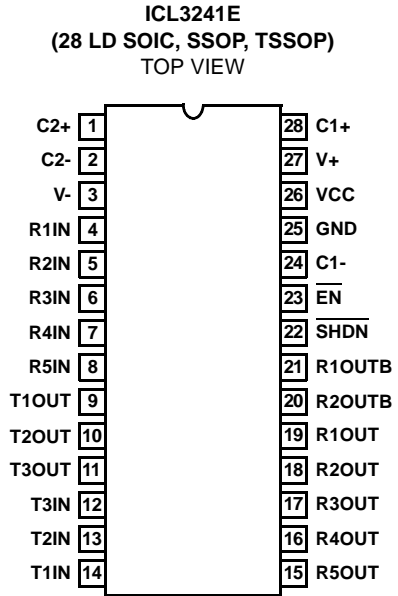 ICL3241E
(28 LD SOIC, SSOP, TSSOP)
TOP VIEW
C2+ 1 28 C1+
C2- 2 27 V+
V- 3 26 VCC
R1IN 4 25 GND
R2IN 5 24 C1-
R3IN 6 23 EN
R4IN 7 22 SHDN
R5IN 8 21 R1OUTB
T1OUT 9 20 R2OUTB
T2OUT 10 19 R1OUT
T3OUT 11 18 R2OUT
T3IN 12 17 R3OUT
T2IN 13 16 R4OUT
T1IN 14 15 R5OUT